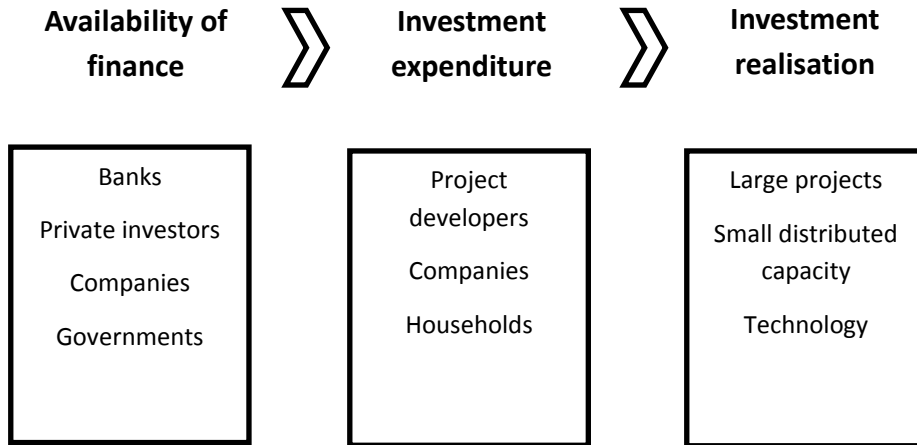 Availability of
finance
Investment
expenditure
Investment
realisation
Banks
Private investors
Companies
Governments
Project
developers
Companies
Households
Large projects
Small distributed
capacity
Technology